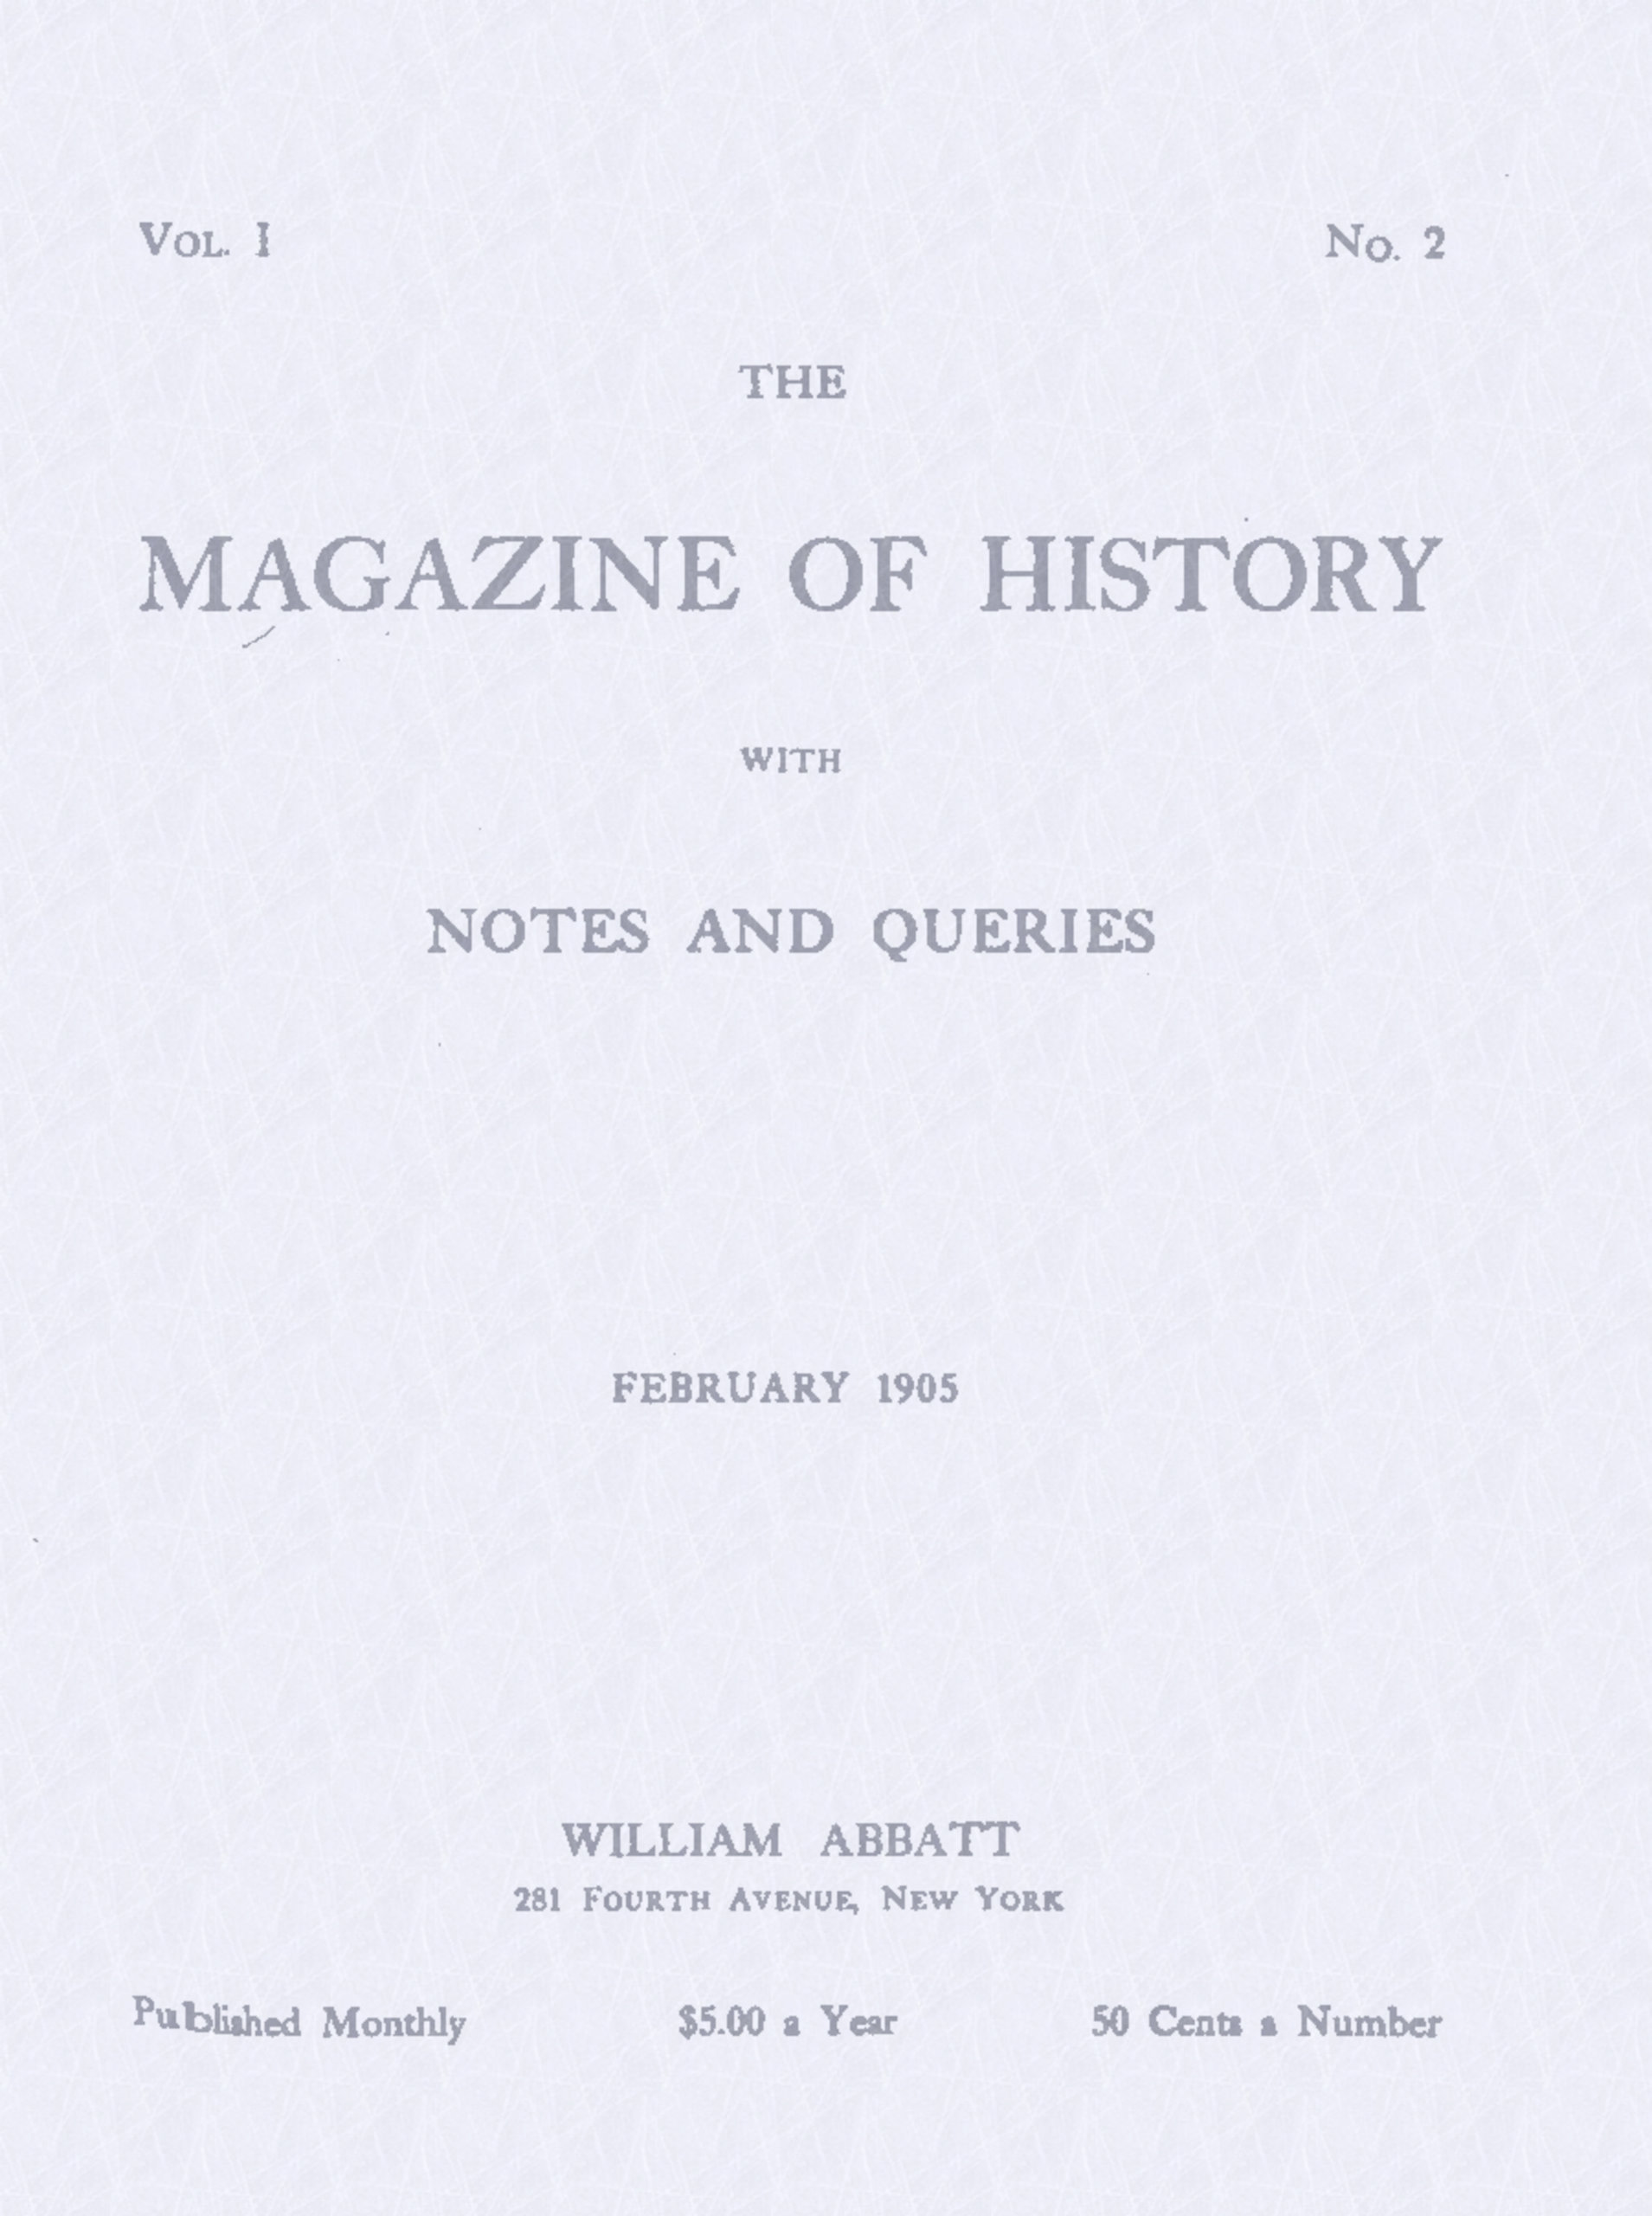 Vol. I No. 2
THE
MAGAZINE OF HISTORY
WITH
NOTES AND QUERIES
FEBRUARY 1905
WILLIAM ABBATT
281 Fourth Avenue, New York
Published Monthly $5.00 a Year 50 Cents a Number